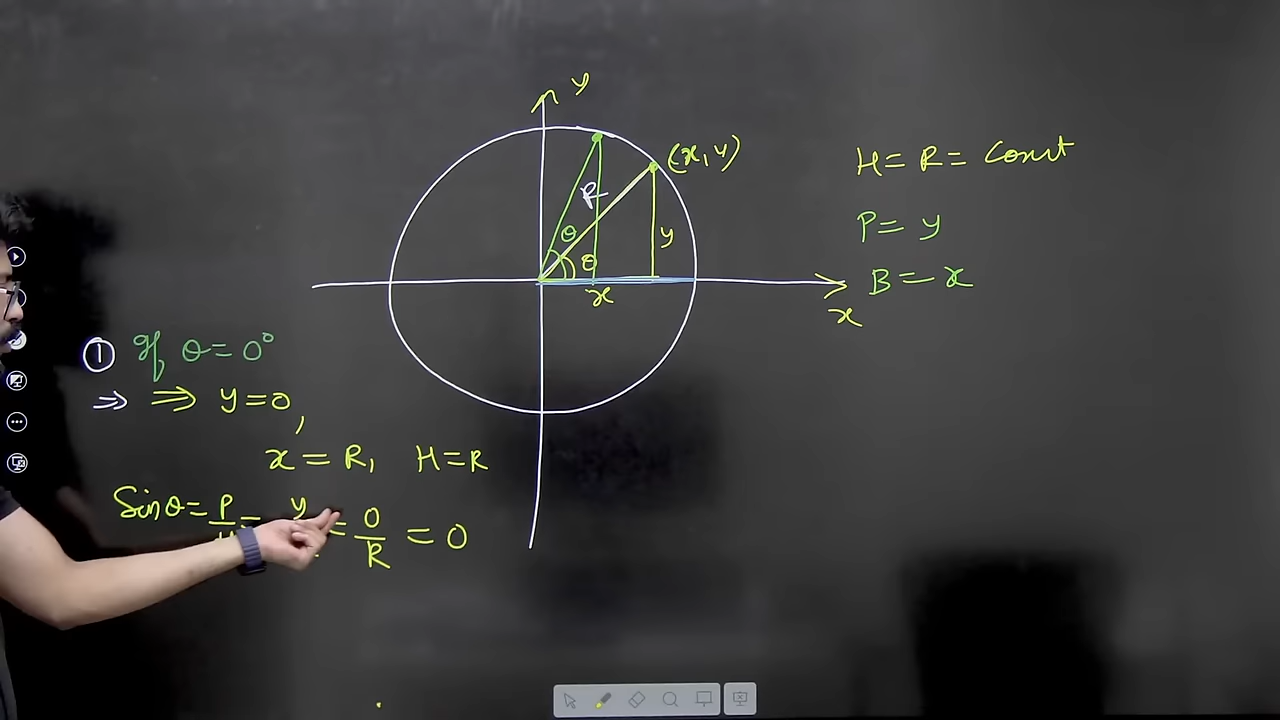 y
(x, y)
R
θ
θ
y
x
x
H = R = Const
P = y
B = x
① If, θ = 0°
⇒ ⇒ y = 0,
x = R, H = R
Sinθ = P/H = y/ = 0/R = 0